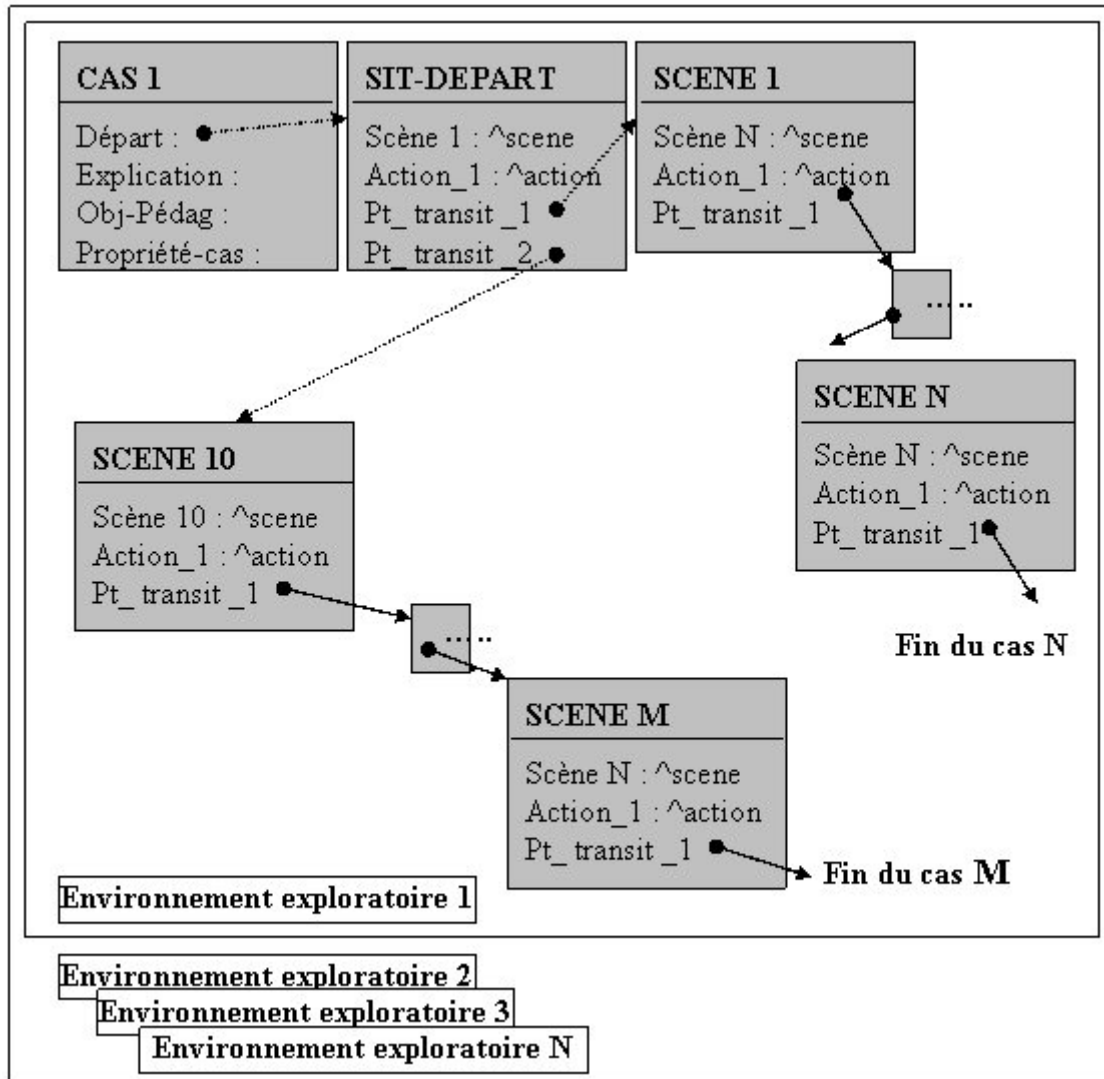 CAS 1
Départ :
Explication :
Obj-Pédag :
Propriété-cas :
SIT-DEPART
Scène 1 : ^scene
Action_1 : ^action
Pt_ transit _1
Pt_ transit _2
SCENE 1
Scène N : ^scene
Action_1 : ^action
Pt_ transit _1
.....
SCENE N
Scène N : ^scene
Action_1 : ^action
Pt_ transit _1
Fin du cas N
SCENE 10
Scène 10 : ^scene
Action_1 : ^action
Pt_ transit _1
.....
SCENE M
Scène N : ^scene
Action_1 : ^action
Pt_ transit _1
Fin du cas M
Environnement exploratoire 1
Environnement exploratoire 2
Environnement exploratoire 3
Environnement exploratoire N